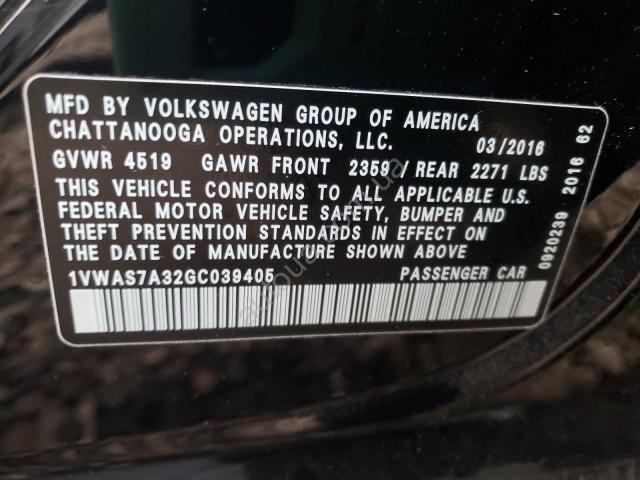 MFD BY VOLKSWAGEN GROUP OF AMERICA
CHATTANOOGA OPERATIONS, LLC. 03/2016
GVWR 4519 GAWR FRONT 2359 / REAR 2271 LBS
THIS VEHICLE CONFORMS TO ALL APPLICABLE U.S.
FEDERAL MOTOR VEHICLE SAFETY, BUMPER AND
THEFT PREVENTION STANDARDS IN EFFECT ON
THE DATE OF MANUFACTURE SHOWN ABOVE
1VWAS7A32GC039405 PASSENGER CAR
0920239 2016 62